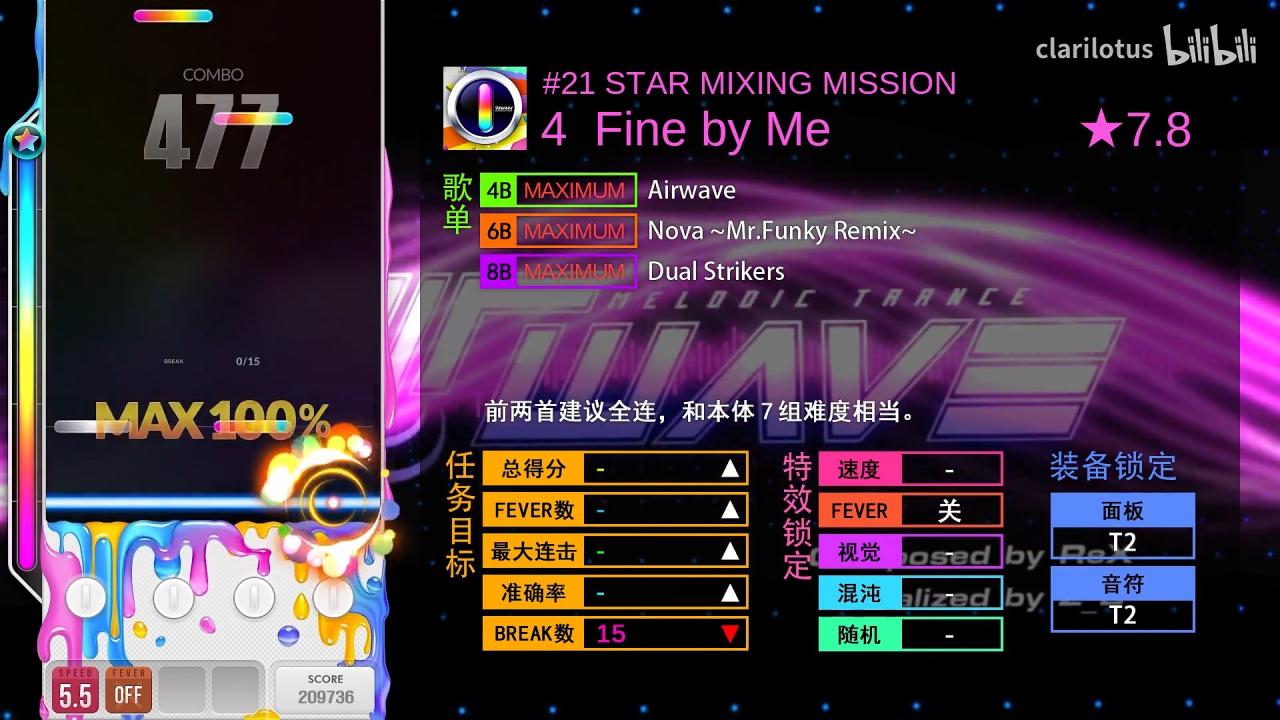 clarilotus bilibili
COMBO
477
BREAK 0/15
MAX 100%
SPEED
5.5
FEVER
OFF
SCORE
209736
#21 STAR MIXING MISSION
4 Fine by Me
★7.8
歌单
4B MAXIMUM Airwave
6B MAXIMUM Nova ~Mr.Funky Remix~
8B MAXIMUM Dual Strikers
MELODIC TRANCE
前两首建议全连，和本体7组难度相当。
任务目标
总得分 - ▲
FEVER数 - ▲
最大连击 - ▲
准确率 - ▲
BREAK数 15 ▼
特效锁定
速度 -
FEVER 关
视觉 -
混沌 -
随机 -
装备锁定
面板
T2
音符
T2